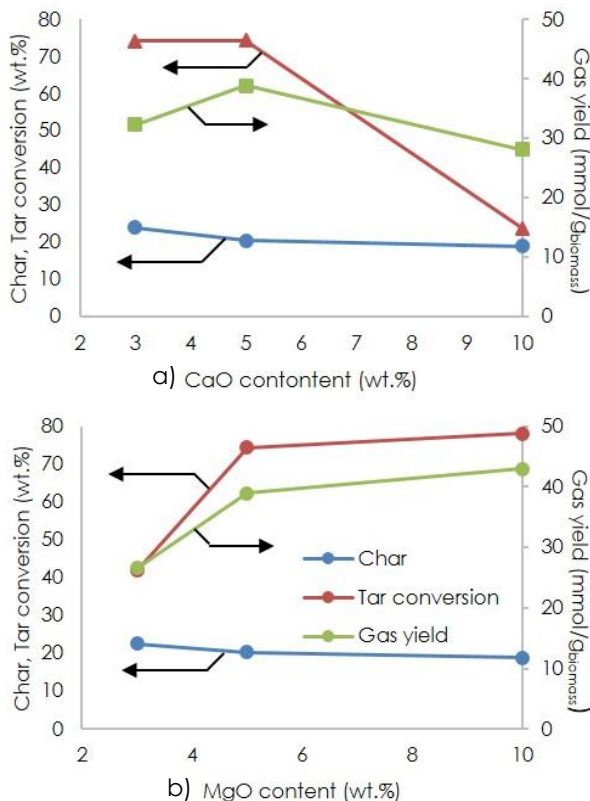 Char, Tar conversion (wt.%)
80
70
60
50
40
30
20
10
0
50
40
30
20
10
0
Gas yield (mmol/gbiomass)
2 3 4 5 6 7 8 9 10
a) CaO contontent (wt.%)
Char, Tar conversion (wt.%)
80
70
60
50
40
30
20
10
0
50
40
30
20
10
0
Gas yield (mmol/gbiomass)
Char
Tar conversion
Gas yield
2 4 6 8 10
b) MgO content (wt.%)